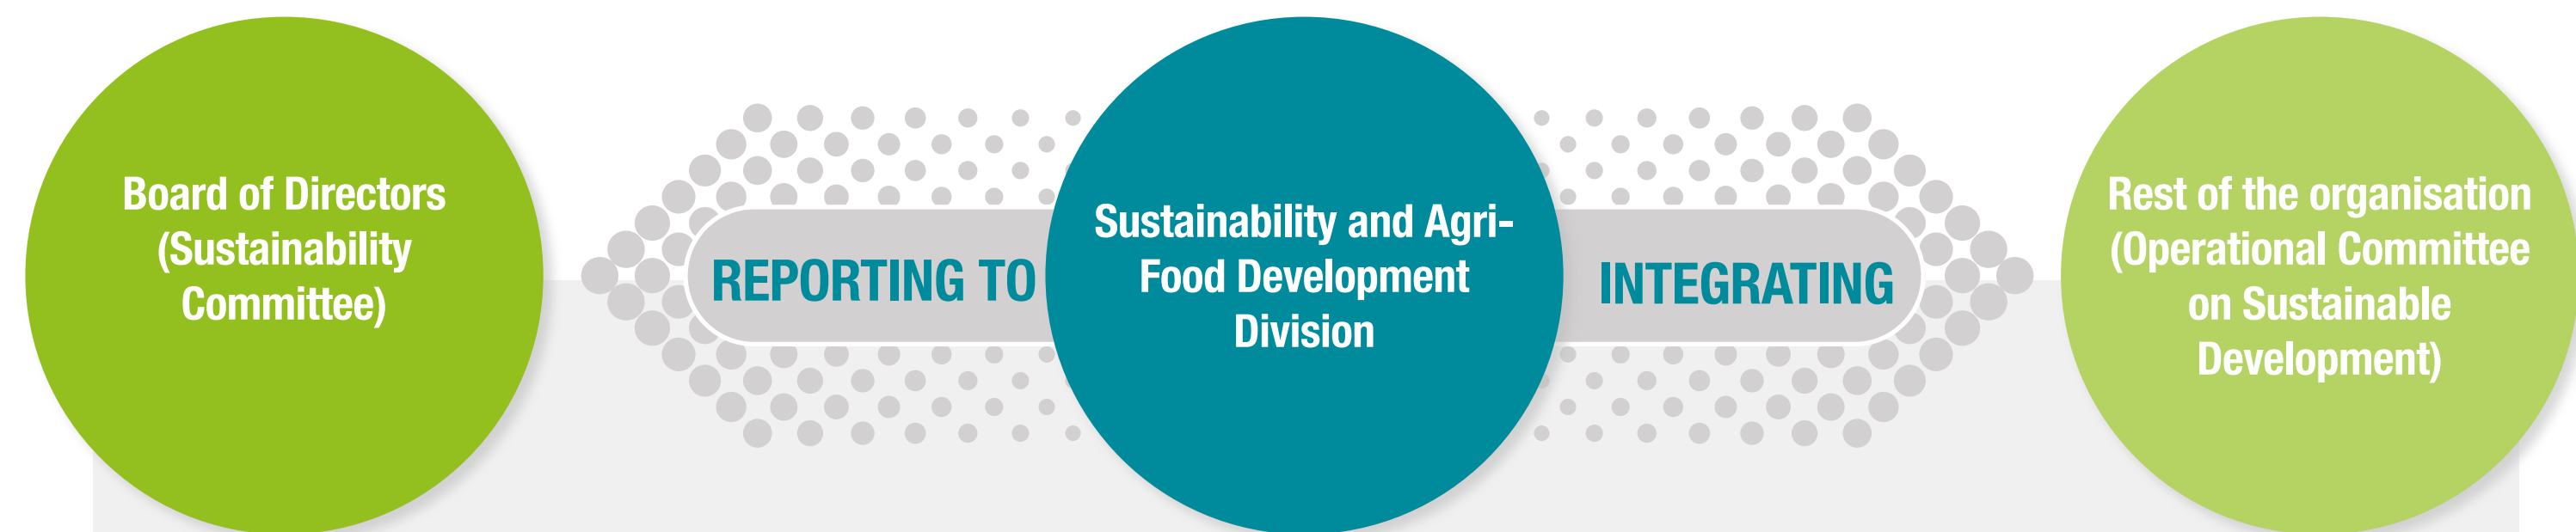 Board of Directors
(Sustainability
Committee)
REPORTING TO
Sustainability and Agri-
Food Development
Division
INTEGRATING
Rest of the organisation
(Operational Committee
on Sustainable
Development)